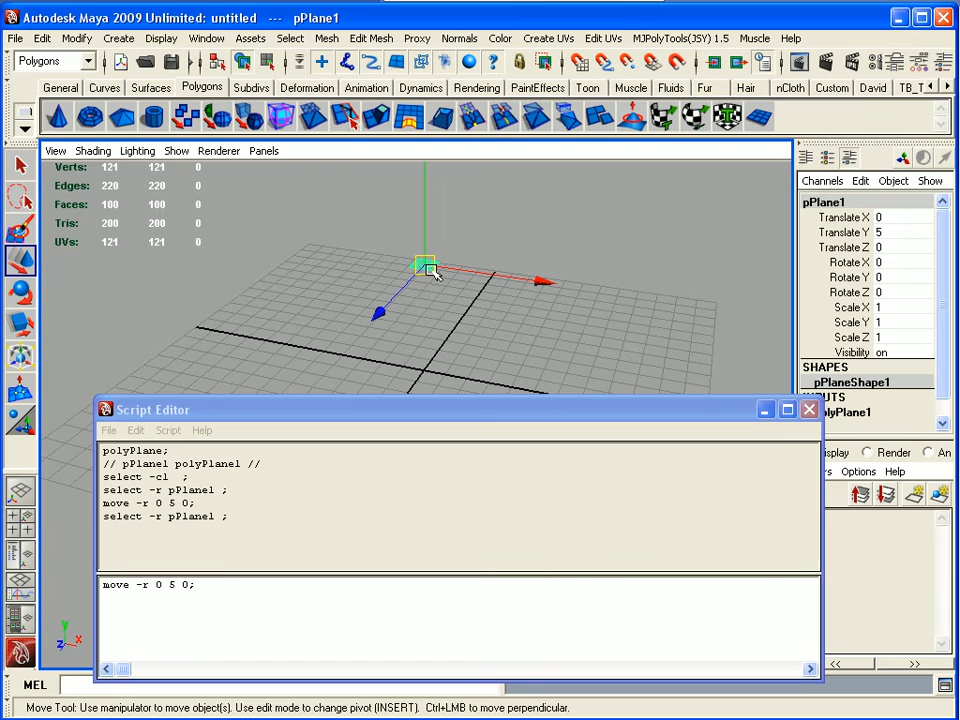 Autodesk Maya 2009 Unlimited: untitled --- pPlane1
File Edit Modify Create Display Window Assets Select Mesh Edit Mesh Proxy Normals Color Create UVs Edit UVs MJPolyTools(JSY) 1.5 Muscle Help
Polygons
General Curves Surfaces Polygons Subdivs Deformation Animation Dynamics Rendering PaintEffects Toon Muscle Fluids Fur Hair nCloth Custom David TB_T
View Shading Lighting Show Renderer Panels
Verts: 121 121 0
Edges: 220 220 0
Faces: 100 100 0
Tris: 200 200 0
UVs: 121 121 0
Channels Edit Object Show
pPlane1
Translate X 0
Translate Y 5
Translate Z 0
Rotate X 0
Rotate Y 0
Rotate Z 0
Scale X 1
Scale Y 1
Scale Z 1
Visibility on
SHAPES
pPlaneShape1
INPUTS
olyPlane1
isplay Render An
s Options Help
Script Editor
File Edit Script Help
polyPlane;
// pPlane1 polyPlane1 //
select -cl ;
select -r pPlane1 ;
move -r 0 5 0;
select -r pPlane1 ;
move -r 0 5 0;
y
z x
<< >>
MEL
Move Tool: Use manipulator to move object(s). Use edit mode to change pivot (INSERT). Ctrl+LMB to move perpendicular.